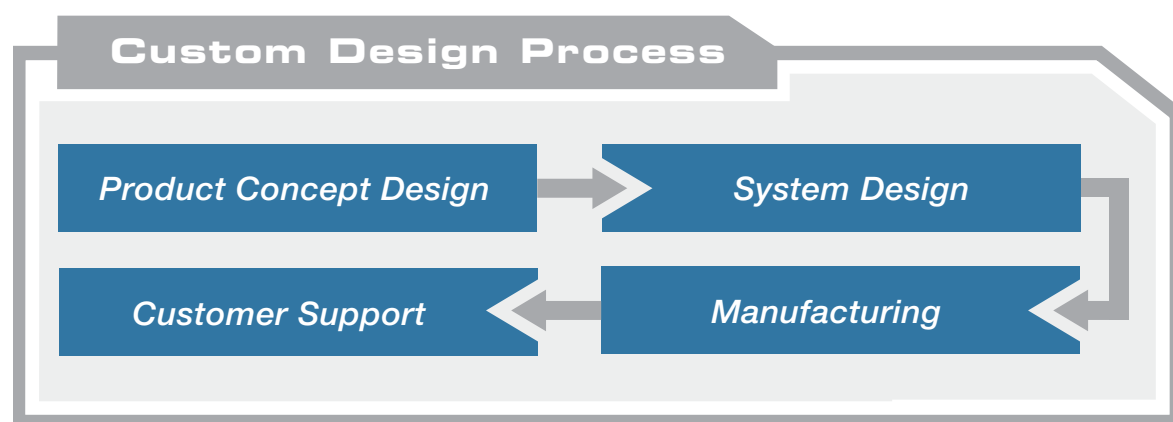 Custom Design Process
Product Concept Design
System Design
Manufacturing
Customer Support